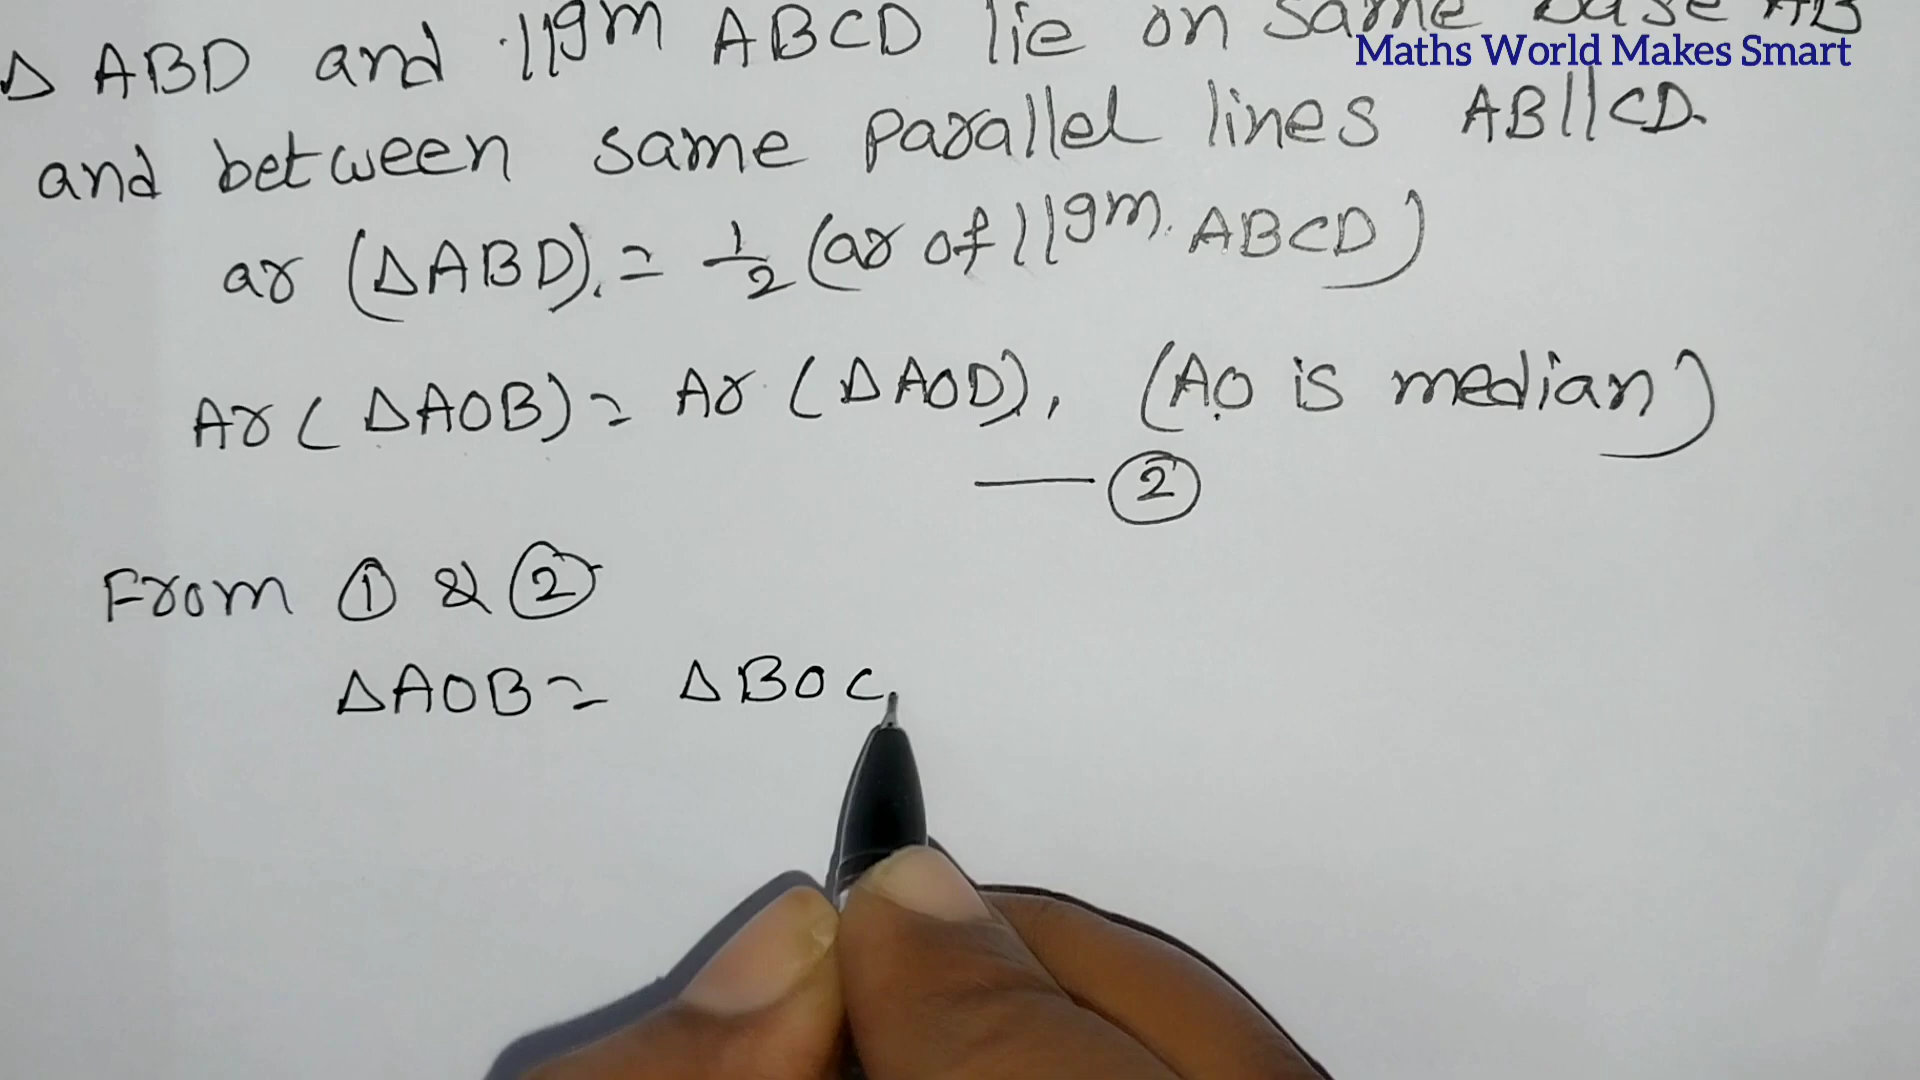 Δ ABD and ||gm ABCD lie on same base AB
Maths World Makes Smart
and between same parallel lines AB||CD.
ar (ΔABD). = 1/2 (ar of ||gm. ABCD)
Ar ( ΔAOB) = Ar ( ΔAOD), (AO is median)
— ②
From ① & ②
ΔAOB = ΔBOC